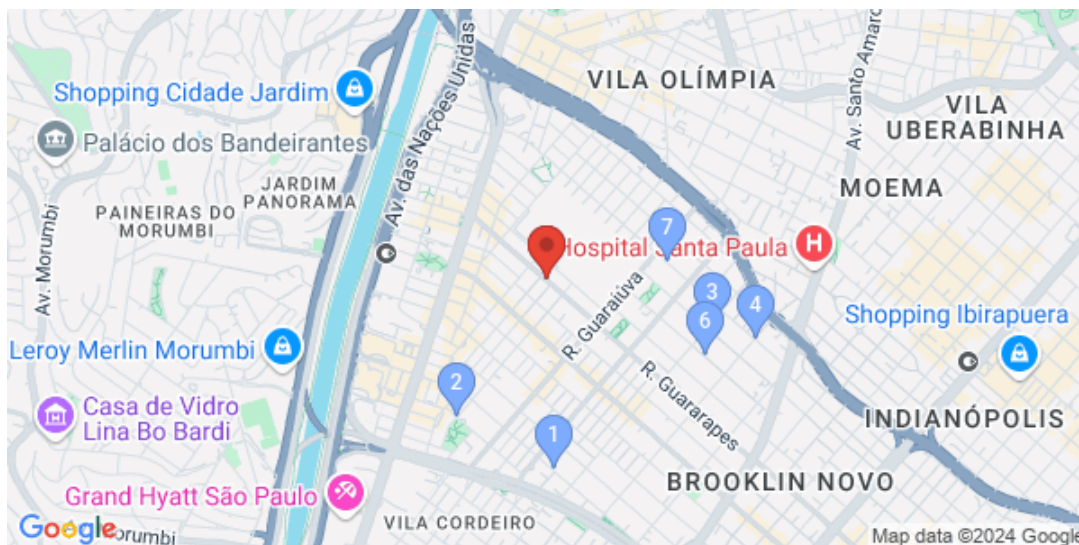 Shopping Cidade Jardim
Palácio dos Bandeirantes
JARDIM
PANORAMA
PAINEIRAS DO
MORUMBI
Av. Morumbi
Av. das Nações Unidas
VILA OLÍMPIA
Av. Santo Amaro
VILA
UBERABINHA
MOEMA
7
Hospital Santa Paula
H
3
4
6
R. Guaraiúva
Shopping Ibirapuera
Leroy Merlin Morumbi
R. Guararapes
2
Casa de Vidro
Lina Bo Bardi
1
INDIANÓPOLIS
BROOKLIN NOVO
Grand Hyatt São Paulo
VILA CORDEIRO
Google
Morumbi
Map data ©2024 Google